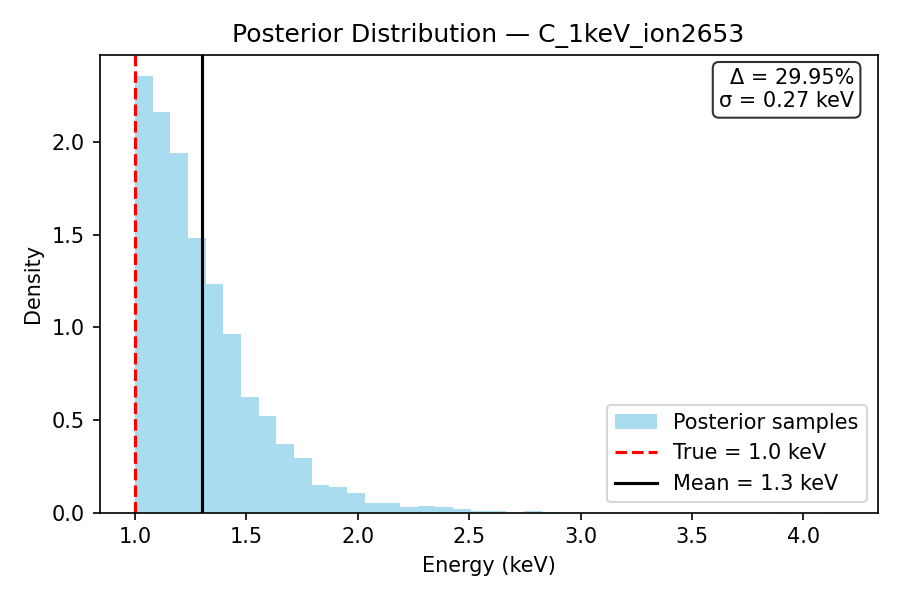 Posterior Distribution — C_1keV_ion2653
Δ = 29.95%
σ = 0.27 keV
Density
2.0
1.5
1.0
0.5
0.0
Posterior samples
True = 1.0 keV
Mean = 1.3 keV
1.0 1.5 2.0 2.5 3.0 3.5 4.0
Energy (keV)